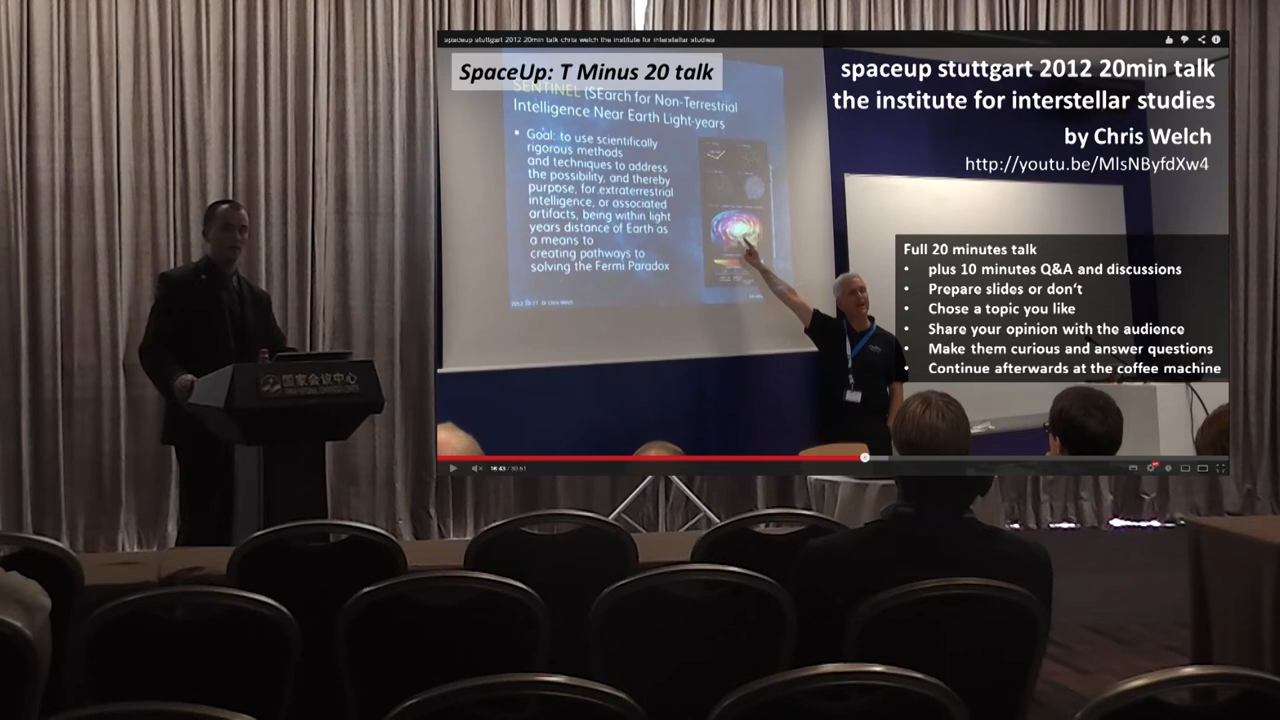 spaceup stuttgart 2012 20min talk chris welch the institute for interstellar studies
SpaceUp: T Minus 20 talk
spaceup stuttgart 2012 20min talk
the institute for interstellar studies
by Chris Welch
http://youtu.be/MlsNByfdXw4
SENTINEL (SEarch for Non-Terrestrial
Intelligence Near Earth Light-years
• Goal: to use scientifically
rigorous methods
and techniques to address
the possibility, and thereby
purpose, for extraterrestrial
intelligence, or associated
artifacts, being within light
years distance of Earth as
a means to
creating pathways to
solving the Fermi Paradox
Full 20 minutes talk
• plus 10 minutes Q&A and discussions
• Prepare slides or don't
• Chose a topic you like
• Share your opinion with the audience
• Make them curious and answer questions
• Continue afterwards at the coffee machine
国家会议中心
CHINA NATIONAL CONVENTION CENTER